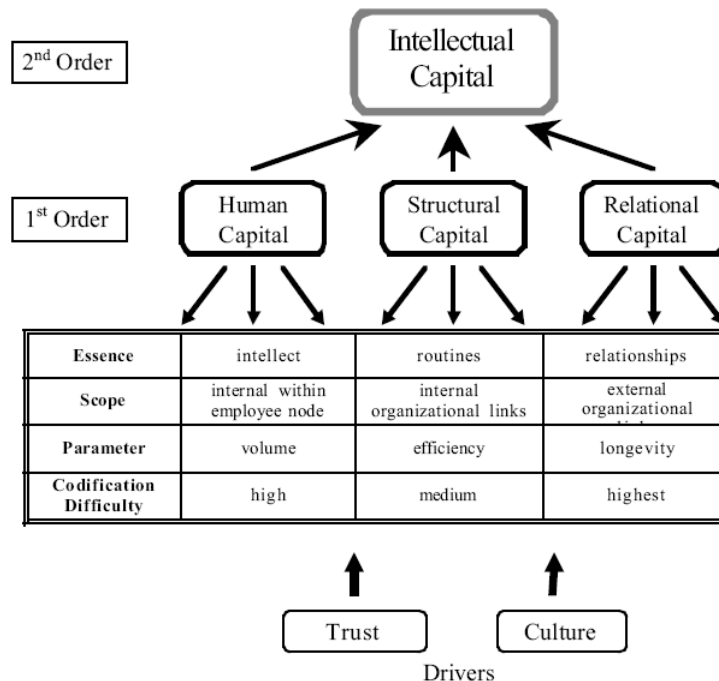 2nd Order
Intellectual
Capital
1st Order
Human
Capital
Structural
Capital
Relational
Capital
Essence
intellect
routines
relationships
Scope
internal within
employee node
internal
organizational links
external
organizational
Parameter
volume
efficiency
longevity
Codification
Difficulty
high
medium
highest
Trust
Culture
Drivers